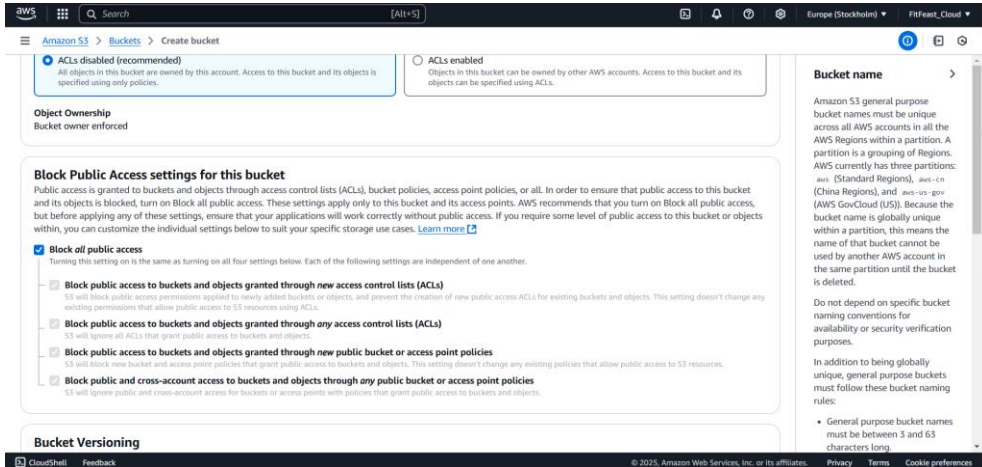 aws
Search
[Alt+S]
Europe (Stockholm)
FitFeast_Cloud
Amazon S3 > Buckets > Create bucket
ACLs disabled (recommended)
All objects in this bucket are owned by this account. Access to this bucket and its objects is
specified using only policies.
ACLs enabled
Objects in this bucket can be owned by other AWS accounts. Access to this bucket and its
objects can be specified using ACLs.
Object Ownership
Bucket owner enforced
Block Public Access settings for this bucket
Public access is granted to buckets and objects through access control lists (ACLs), bucket policies, access point policies, or all. In order to ensure that public access to this bucket
and its objects is blocked, turn on Block all public access. These settings apply only to this bucket and its access points. AWS recommends that you turn on Block all public access,
but before applying any of these settings, ensure that your applications will work correctly without public access. If you require some level of public access to this bucket or objects
within, you can customize the individual settings below to suit your specific storage use cases. Learn more
Block all public access
Turning this setting on is the same as turning on all four settings below. Each of the following settings are independent of one another.
Block public access to buckets and objects granted through new access control lists (ACLs)
S3 will block public access permissions applied to newly added buckets or objects, and prevent the creation of new public access ACLs for existing buckets and objects. This setting doesn't change any
existing permissions that allow public access to S3 resources using ACLs.
Block public access to buckets and objects granted through any access control lists (ACLs)
S3 will ignore all ACLs that grant public access to buckets and objects.
Block public access to buckets and objects granted through new public bucket or access point policies
S3 will block new bucket and access point policies that grant public access to buckets and objects. This setting doesn't change any existing policies that allow public access to S3 resources.
Block public and cross-account access to buckets and objects through any public bucket or access point policies
S3 will ignore public and cross-account access for buckets or access points with policies that grant public access to buckets and objects.
Bucket Versioning
Bucket name
Amazon S3 general purpose
bucket names must be unique
across all AWS accounts in all the
AWS Regions within a partition. A
partition is a grouping of Regions.
AWS currently has three partitions:
aws (Standard Regions), aws-cn
(China Regions), and aws-us-gov
(AWS GovCloud (US)). Because the
bucket name is globally unique
within a partition, this means the
name of that bucket cannot be
used by another AWS account in
the same partition until the bucket
is deleted.
Do not depend on specific bucket
naming conventions for
availability or security verification
purposes.
In addition to being globally
unique, general purpose buckets
must follow these bucket naming
rules:
• General purpose bucket names
must be between 3 and 63
characters long.
CloudShell Feedback
© 2025, Amazon Web Services, Inc. or its affiliates. Privacy Terms Cookie preferences